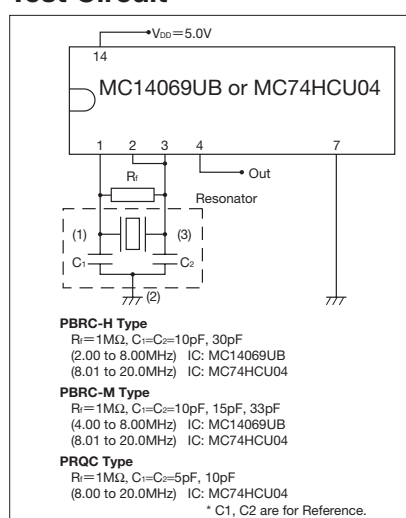 VDD=5.0V
14
MC14069UB or MC74HCU04
1 2 3 4 7
Rf
Out
Resonator
(1) (3)
C1 C2
(2)
PBRC-H Type
Rf=1MΩ, C1=C2=10pF, 30pF
(2.00 to 8.00MHz) IC: MC14069UB
(8.01 to 20.0MHz) IC: MC74HCU04
PBRC-M Type
Rf=1MΩ, C1=C2=10pF, 15pF, 33pF
(4.00 to 8.00MHz) IC: MC14069UB
(8.01 to 20.0MHz) IC: MC74HCU04
PRQC Type
Rf=1MΩ, C1=C2=5pF, 10pF
(8.00 to 20.0MHz) IC: MC74HCU04
* C1, C2 are for Reference.